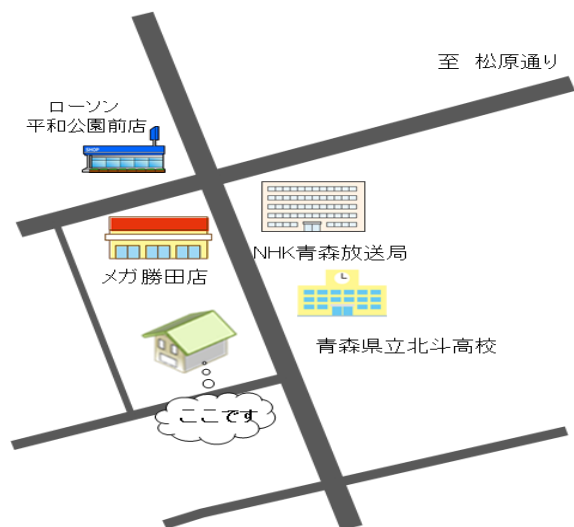 至 松原通り
ローソン
平和公園前店
SHOP
NHK青森放送局
メガ勝田店
青森県立北斗高校
ここです